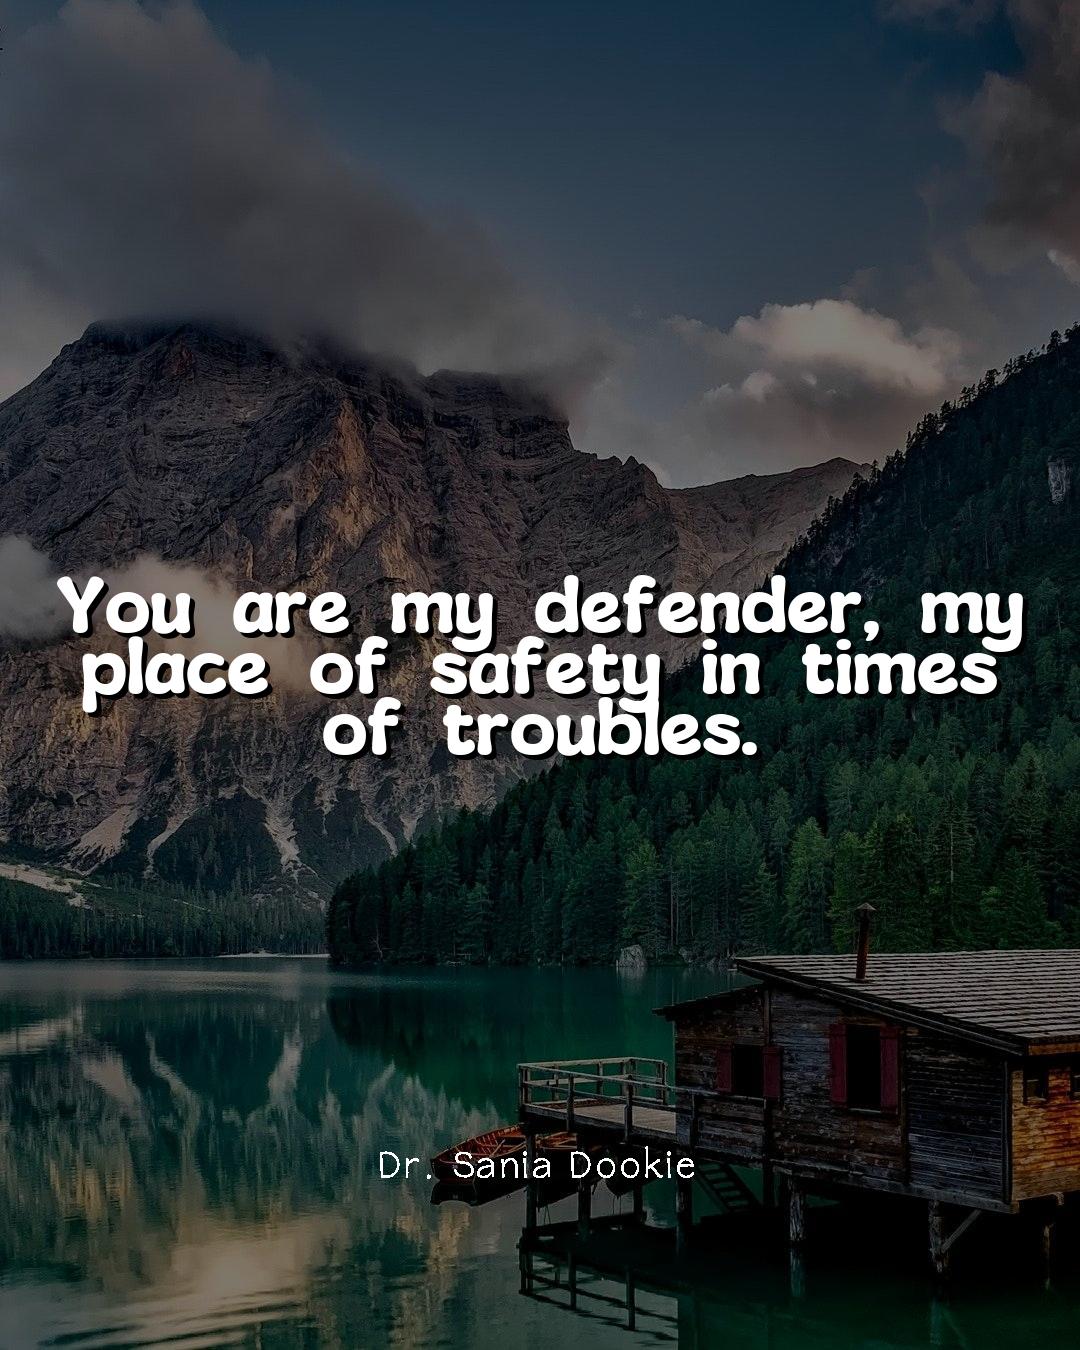 You are my defender, my
place of safety in times
of troubles.
Dr. Sania Dookie